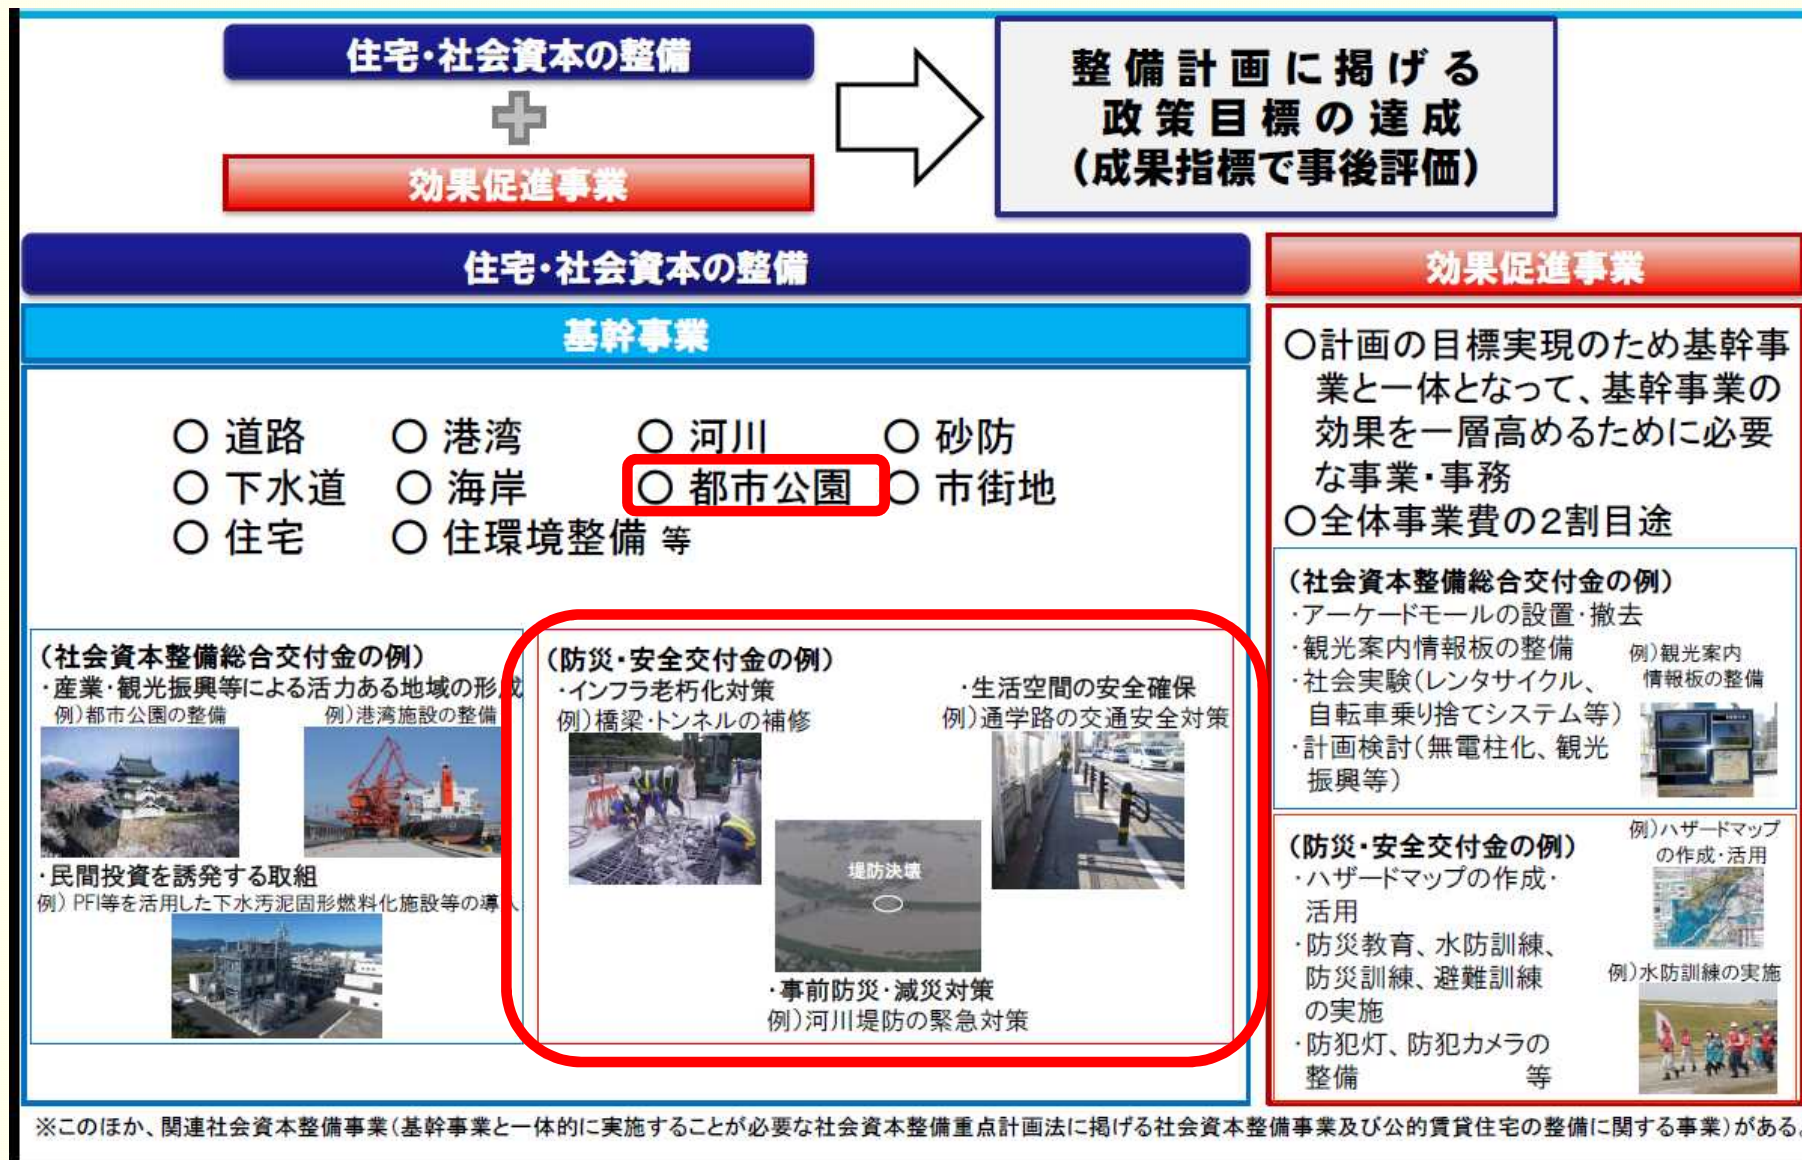 住宅・社会資本の整備
効果促進事業
整備計画に掲げる
政策目標の達成
（成果指標で事後評価）
住宅・社会資本の整備
基幹事業
○ 道路 ○ 港湾 ○ 河川 ○ 砂防
○ 下水道 ○ 海岸 ○ 都市公園 ○ 市街地
○ 住宅 ○ 住環境整備 等
（社会資本整備総合交付金の例）
・産業・観光振興等による活力ある地域の形成
例）都市公園の整備 例）港湾施設の整備
・民間投資を誘発する取組
例） PFI等を活用した下水汚泥固形燃料化施設等の導入
（防災・安全交付金の例）
・インフラ老朽化対策
例）橋梁・トンネルの補修
・生活空間の安全確保
例）通学路の交通安全対策
堤防決壊
・事前防災・減災対策
例）河川堤防の緊急対策
効果促進事業
○計画の目標実現のため基幹事
業と一体となって、基幹事業の
効果を一層高めるために必要
な事業・事務
○全体事業費の２割目途
（社会資本整備総合交付金の例）
・アーケードモールの設置・撤去
・観光案内情報板の整備
・社会実験（レンタサイクル、
自転車乗り捨てシステム等）
・計画検討（無電柱化、観光
振興等）
例）観光案内
情報板の整備
（防災・安全交付金の例）
・ハザードマップの作成・
活用
・防災教育、水防訓練、
防災訓練、避難訓練
の実施
・防犯灯、防犯カメラの
整備 等
例）ハザードマップ
の作成・活用
例）水防訓練の実施
※このほか、関連社会資本整備事業（基幹事業と一体的に実施することが必要な社会資本整備重点計画法に掲げる社会資本整備事業及び公的賃貸住宅の整備に関する事業）がある。